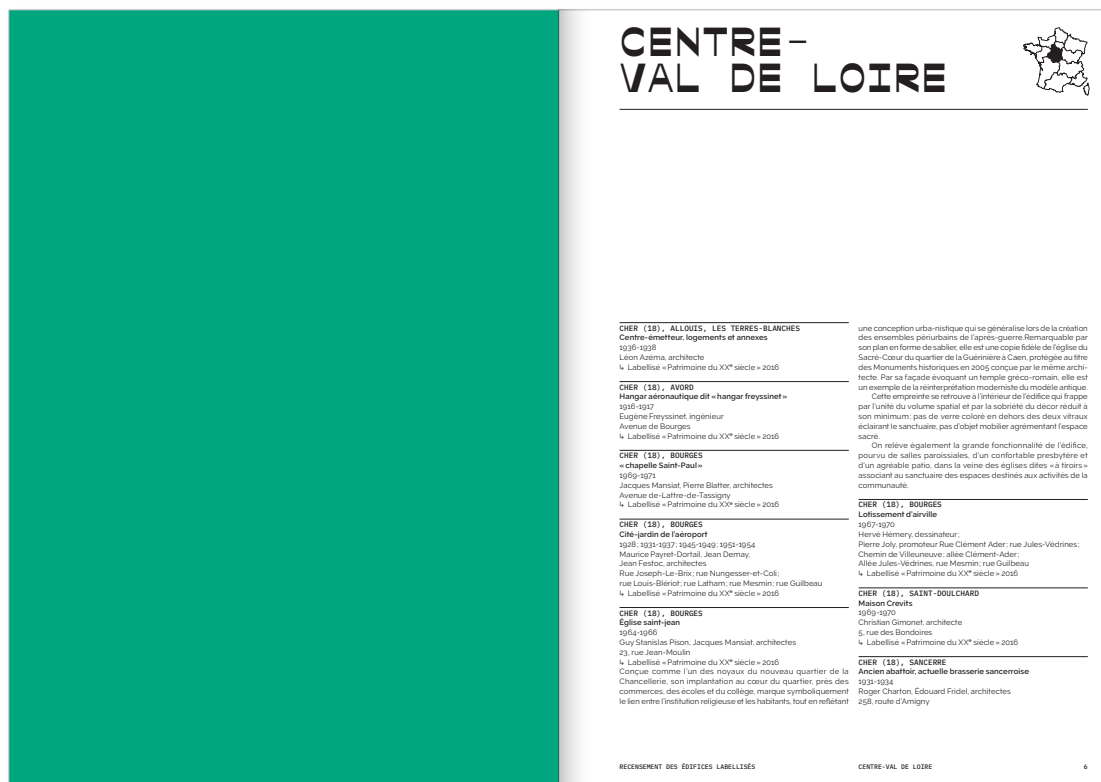 CENTRE-
VAL DE LOIRE
CHER (18), ALLOUIS, LES TERRES-BLANCHES
Centre-émetteur, logements et annexes
1936-1938
Léon Azéma, architecte
↳ Labellisé « Patrimoine du XXe siècle » 2016
CHER (18), AVORD
Hangar aéronautique dit « hangar freyssinet »
1916-1917
Eugène Freyssinet, ingénieur
Avenue de Bourges
↳ Labellisé « Patrimoine du XXe siècle » 2016
CHER (18), BOURGES
« chapelle Saint-Paul »
1969-1971
Jacques Mansiat, Pierre Blatter, architectes
Avenue de-Lattre-de-Tassigny
↳ Labellisé « Patrimoine du XXe siècle » 2016
CHER (18), BOURGES
Cité-jardin de l'aéroport
1928 ; 1931-1937 ; 1945-1949 ; 1951-1954
Maurice Payret-Dortail, Jean Demay,
Jean Festoc, architectes
Rue Joseph-Le-Brix ; rue Nungesser-et-Coli ;
rue Louis-Blériot ; rue Latham ; rue Mesmin ; rue Guilbeau
↳ Labellisé « Patrimoine du XXe siècle » 2016
CHER (18), BOURGES
Église saint-jean
1964-1966
Guy Stanislas Pison, Jacques Mansiat, architectes
23, rue Jean-Moulin
↳ Labellisé « Patrimoine du XXe siècle » 2016
Conçue comme l'un des noyaux du nouveau quartier de la
Chancellerie, son implantation au cœur du quartier, près des
commerces, des écoles et du collège, marque symboliquement
le lien entre l'institution religieuse et les habitants, tout en reflétant
une conception urba-nistique qui se généralise lors de la création
des ensembles périurbains de l'après-guerre.Remarquable par
son plan en forme de sablier, elle est une copie fidèle de l'église du
Sacré-Cœur du quartier de la Guérinière à Caen, protégée au titre
des Monuments historiques en 2005 conçue par le même archi-
tecte. Par sa façade évoquant un temple gréco-romain, elle est
un exemple de la réinterprétation moderniste du modèle antique.
Cette empreinte se retrouve à l'intérieur de l'édifice qui frappe
par l'unité du volume spatial et par la sobriété du décor réduit à
son minimum : pas de verre coloré en dehors des deux vitraux
éclairant le sanctuaire, pas d'objet mobilier agrémentant l'espace
sacré.
On relève également la grande fonctionnalité de l'édifice,
pourvu de salles paroissiales, d'un confortable presbytère et
d'un agréable patio, dans la veine des églises dites « à tiroirs »
associant au sanctuaire des espaces destinés aux activités de la
communauté.
CHER (18), BOURGES
Lotissement d'airville
1967-1970
Hervé Hémery, dessinateur ;
Pierre Joly, promoteur Rue Clément Ader ; rue Jules-Védrines ;
Chemin de Villeuneuve ; allée Clément-Ader ;
Allée Jules-Védrines, rue Mesmin ; rue Guilbeau
↳ Labellisé « Patrimoine du XXe siècle » 2016
CHER (18), SAINT-DOULCHARD
Maison Crevits
1969-1970
Christian Gimonet, architecte
5, rue des Bondoires
↳ Labellisé « Patrimoine du XXe siècle » 2016
CHER (18), SANCERRE
Ancien abattoir, actuelle brasserie sancerroise
1931-1934
Roger Charton, Édouard Fridel, architectes
258, route d'Amigny
RECENSEMENT DES ÉDIFICES LABELLISÉS
CENTRE-VAL DE LOIRE
6